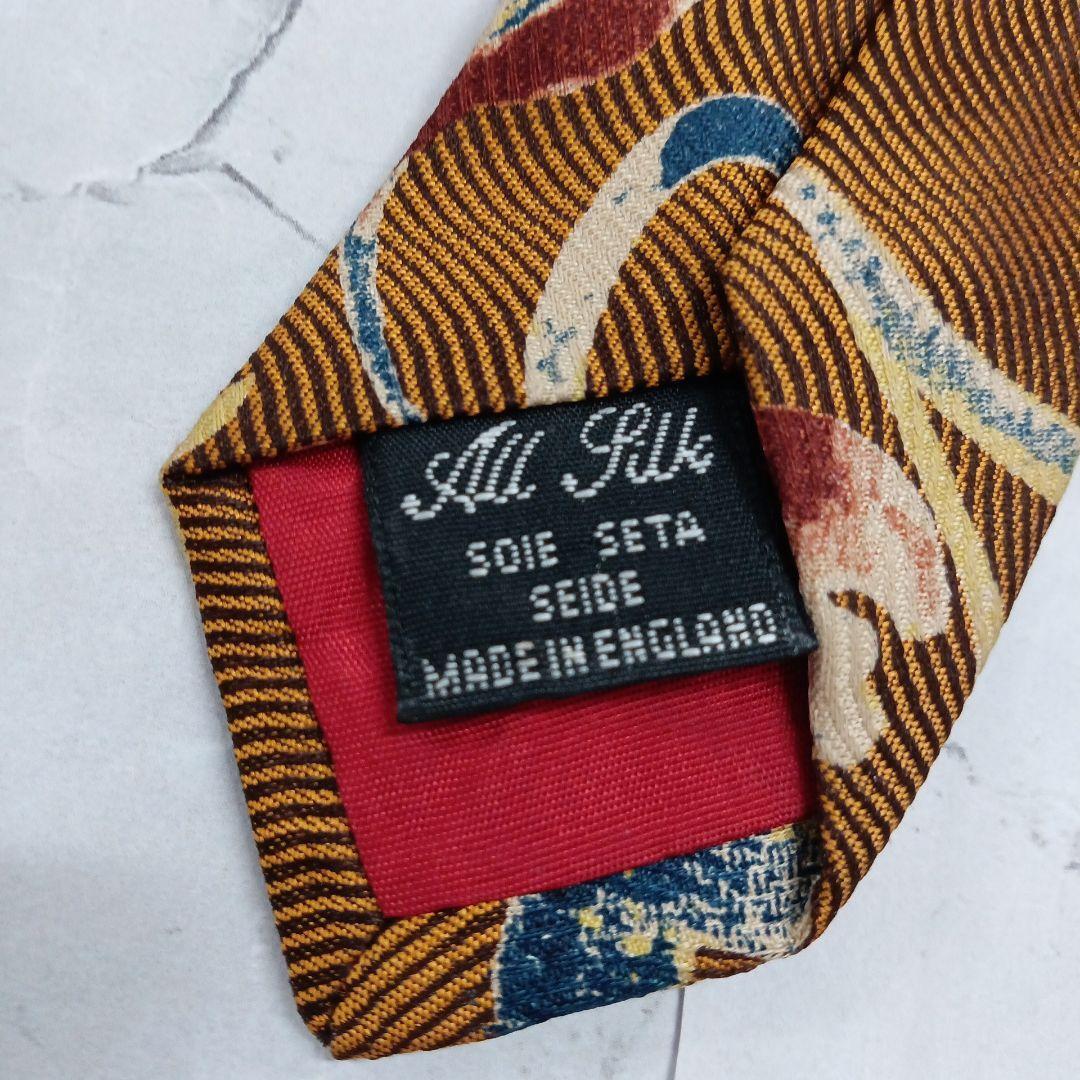 All Silk
SOIE SETA
SEIDE
MADE IN ENGLAND